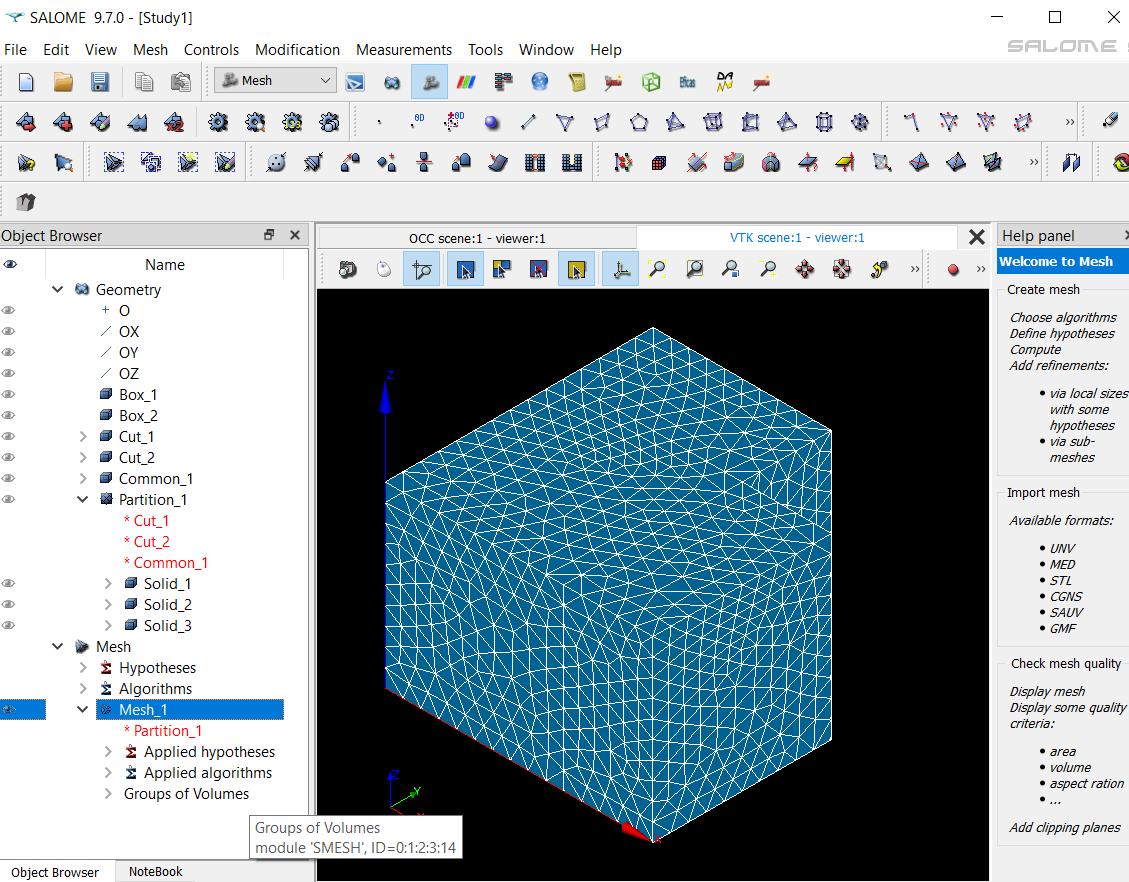 SALOME 9.7.0 - [Study1]
File Edit View Mesh Controls Modification Measurements Tools Window Help
SALOME
Mesh
0D
0D
Object Browser
OCC scene:1 - viewer:1
VTK scene:1 - viewer:1
Help panel
Name
Welcome to Mesh
Geometry
O
OX
OY
OZ
Box_1
Box_2
Cut_1
Cut_2
Common_1
Partition_1
* Cut_1
* Cut_2
* Common_1
Solid_1
Solid_2
Solid_3
Mesh
Hypotheses
Algorithms
Mesh_1
* Partition_1
Applied hypotheses
Applied algorithms
Groups of Volumes
Z
Z
Y
X
Groups of Volumes
module 'SMESH', ID=0:1:2:3:14
Create mesh
Choose algorithms
Define hypotheses
Compute
Add refinements:
• via local sizes
with some
hypotheses
• via sub-
meshes
Import mesh
Available formats:
• UNV
• MED
• STL
• CGNS
• SAUV
• GMF
Check mesh quality
Display mesh
Display some quality
criteria:
• area
• volume
• aspect ration
• ...
Add clipping planes
Object Browser
NoteBook